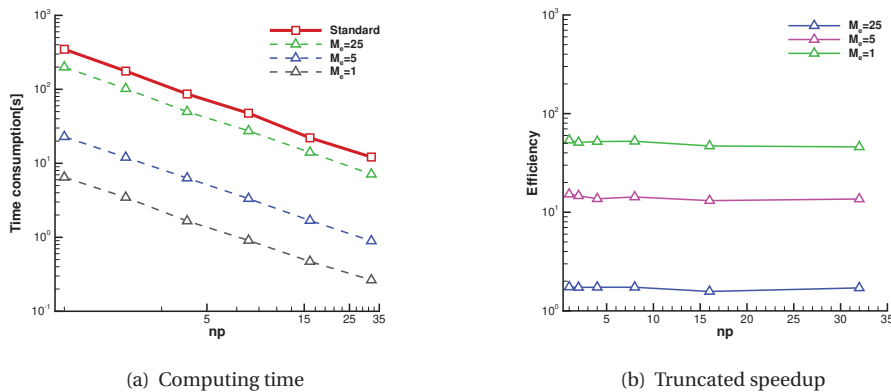 10³
10²
10¹
10⁰
10⁻¹
Time consumption[s]
5
15
25
35
np
Standard
Mₑ=25
Mₑ=5
Mₑ=1
(a) Computing time
10³
10²
10¹
10⁰
Efficiency
5
10
15
20
25
30
35
np
Mₑ=25
Mₑ=5
Mₑ=1
(b) Truncated speedup